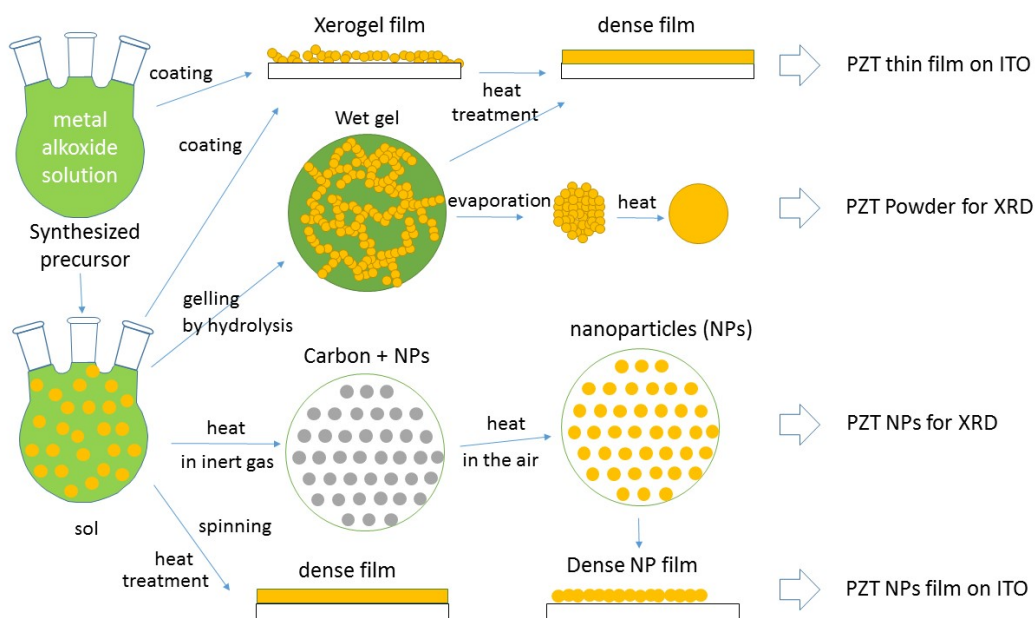 Xerogel film
dense film
coating
PZT thin film on ITO
heat
treatment
metal
alkoxide
solution
Wet gel
coating
evaporation
heat
PZT Powder for XRD
Synthesized
precursor
gelling
by hydrolysis
nanoparticles (NPs)
Carbon + NPs
heat
in inert gas
heat
in the air
PZT NPs for XRD
sol
spinning
heat
treatment
dense film
Dense NP film
PZT NPs film on ITO